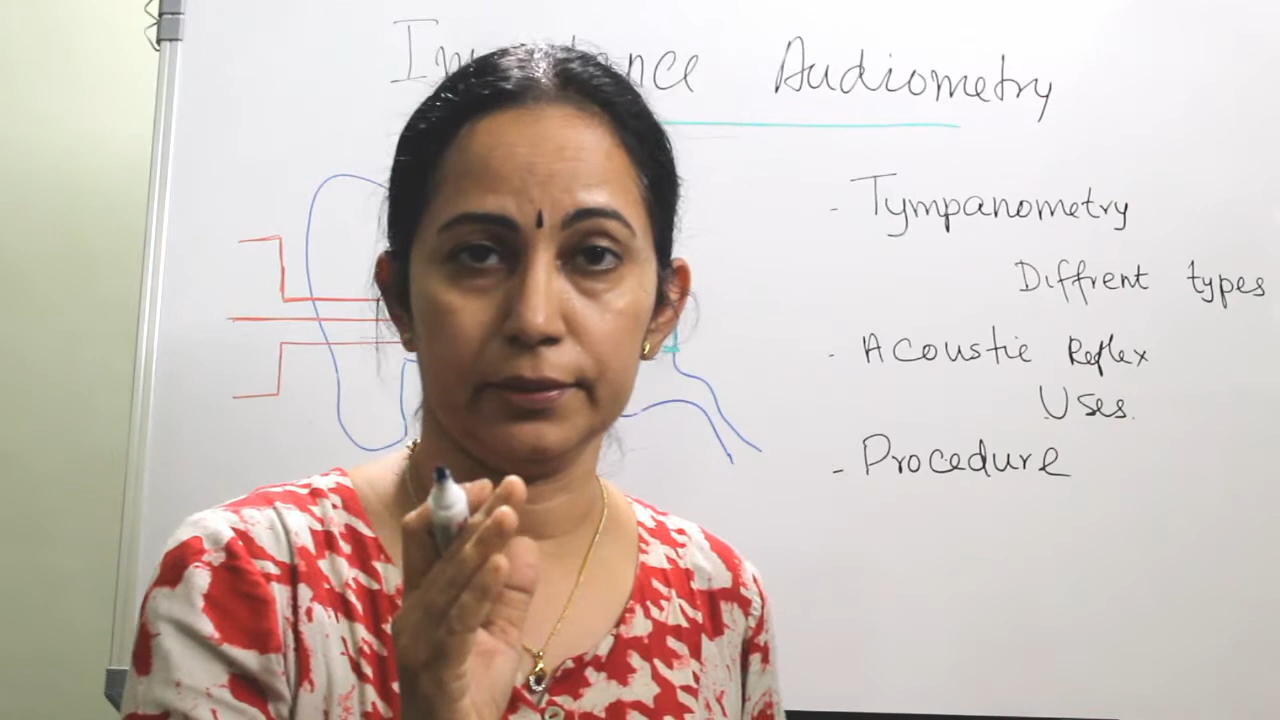 Audiometry
- Tympanometry
Diffrent types
- Acoustic Reflex
Uses.
- Procedure